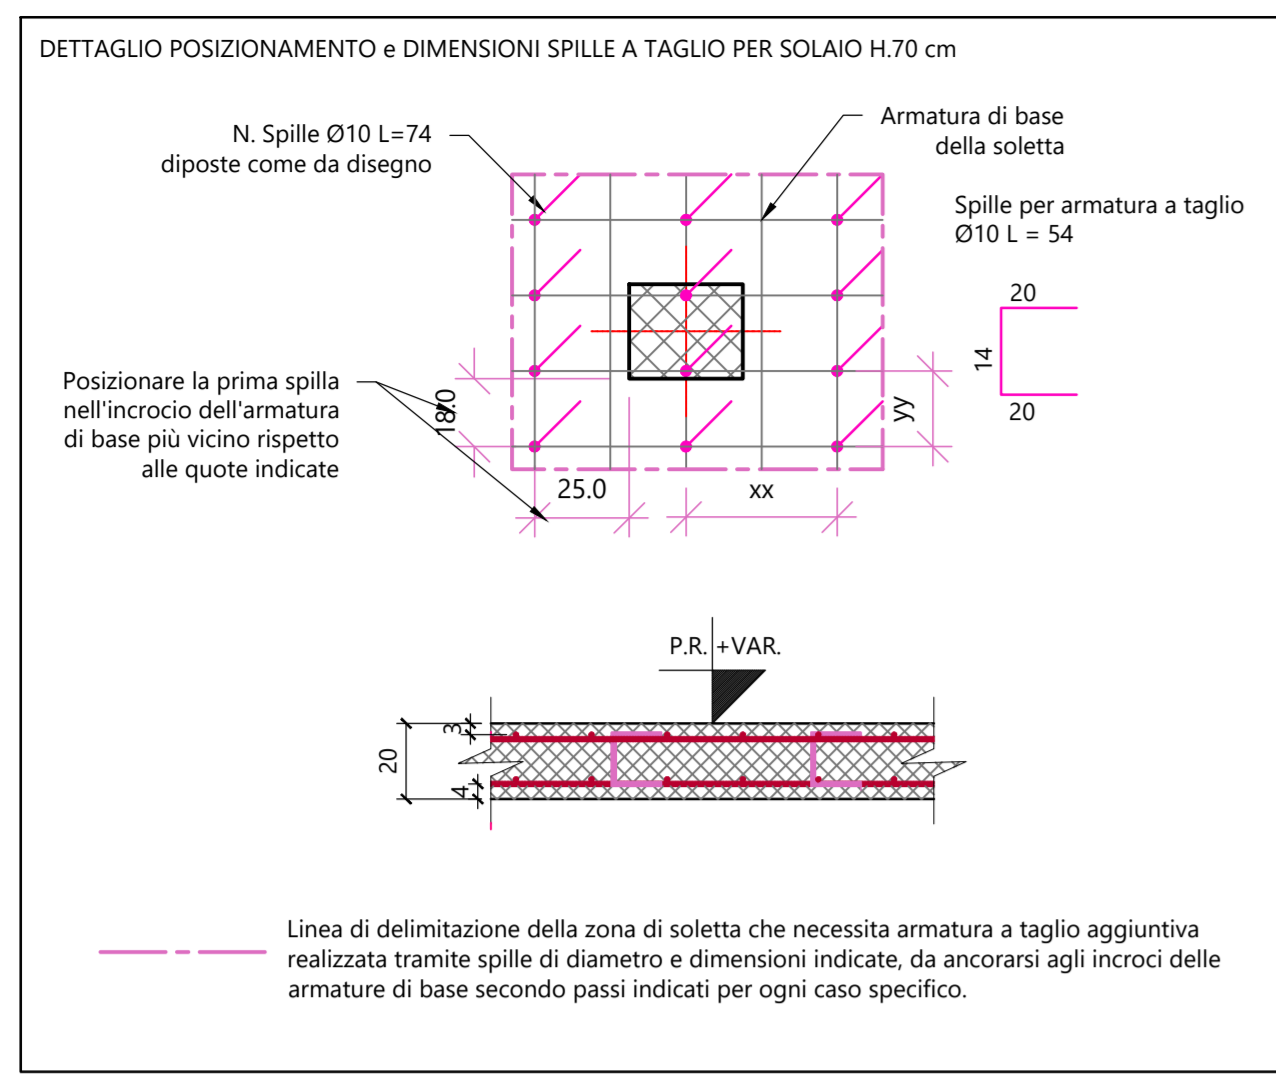 DETTAGLIO POSIZIONAMENTO e DIMENSIONI SPILLE A TAGLIO PER SOLAIO H.70 cm
N. Spille Ø10 L=74
diposte come da disegno
Armatura di base
della soletta
Spille per armatura a taglio
Ø10 L = 54
20
14
20
Posizionare la prima spilla
nell'incrocio dell'armatura
di base più vicino rispetto
alle quote indicate
18.0
yy
25.0
xx
P.R. +VAR.
3
20
4
Linea di delimitazione della zona di soletta che necessita armatura a taglio aggiuntiva
realizzata tramite spille di diametro e dimensioni indicate, da ancorarsi agli incroci delle
armature di base secondo passi indicati per ogni caso specifico.